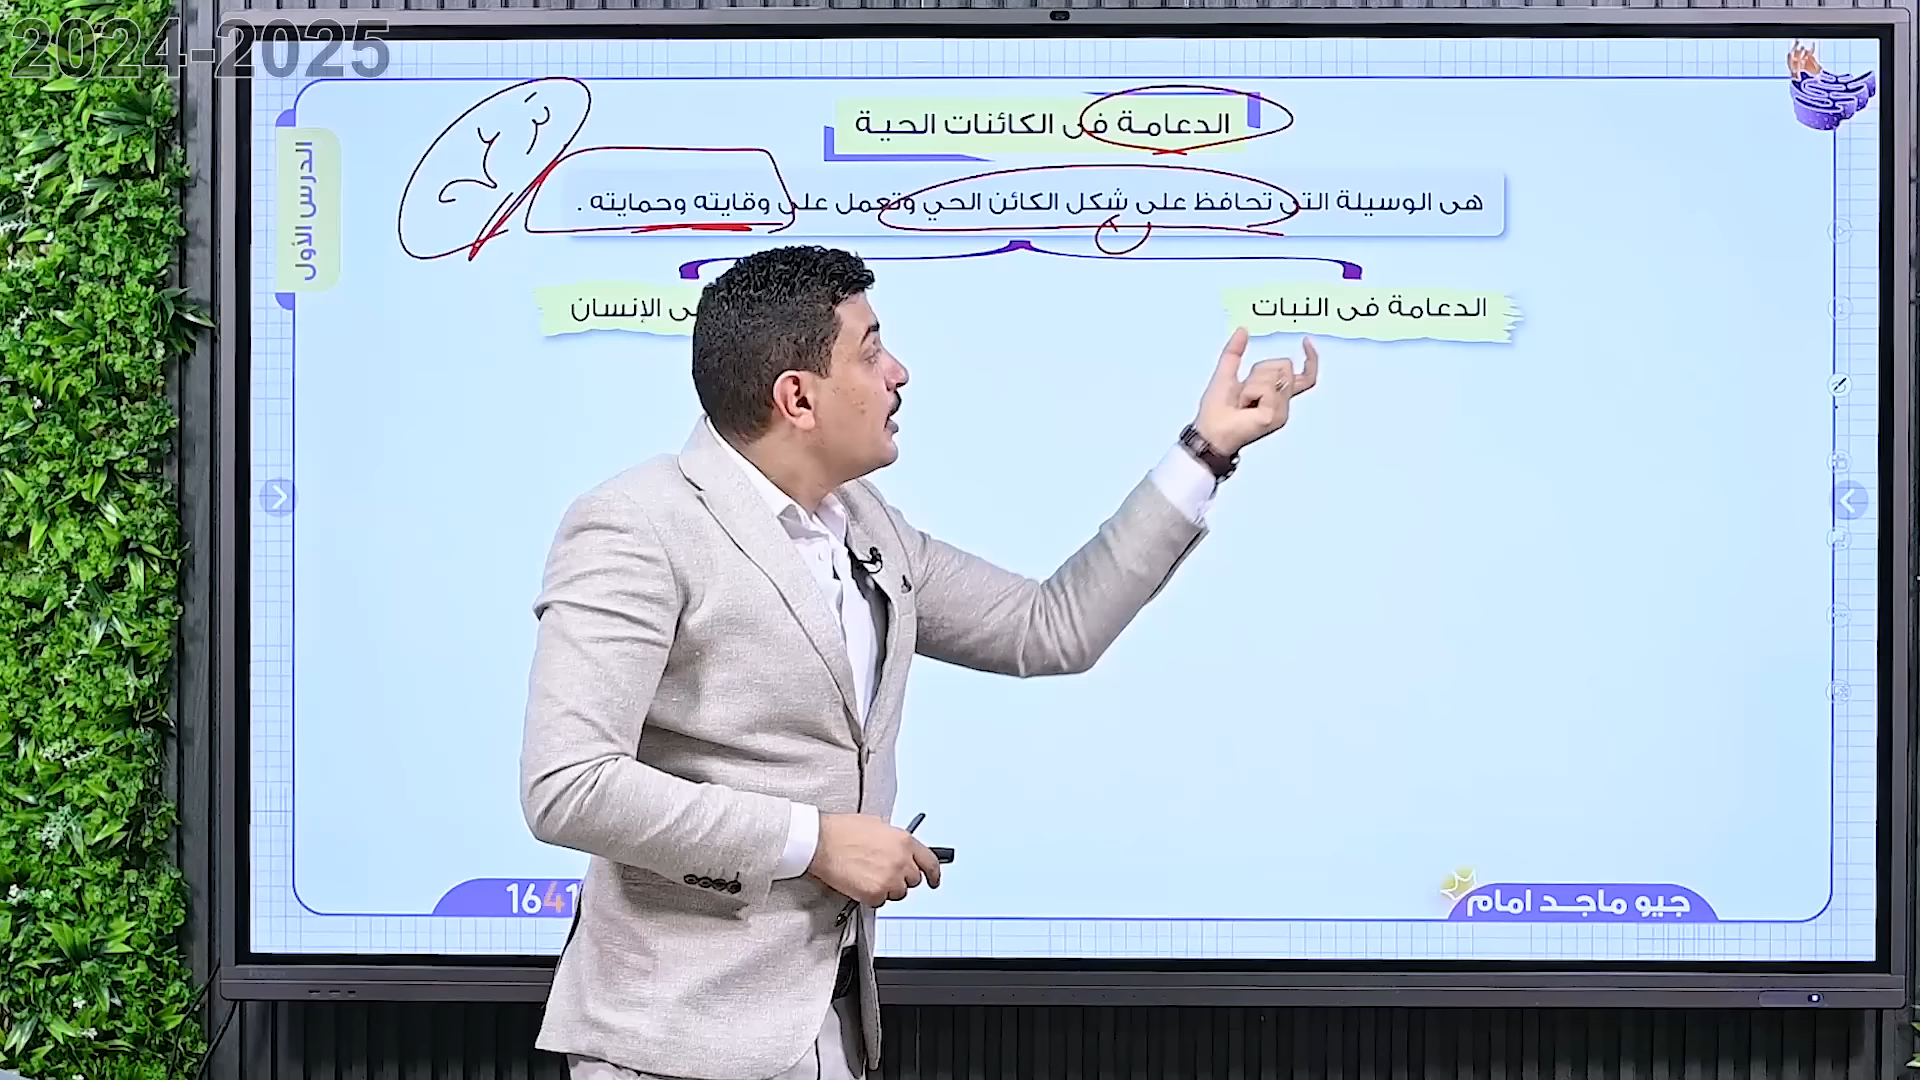 2024-2025
الدعامة فى الكائنات الحية
هى الوسيلة التى تحافظ على شكل الكائن الحي وتعمل على وقايته وحمايته .
الدرس الأول
الدعامة فى النبات
الإنسان
جيو ماجد امام
1641